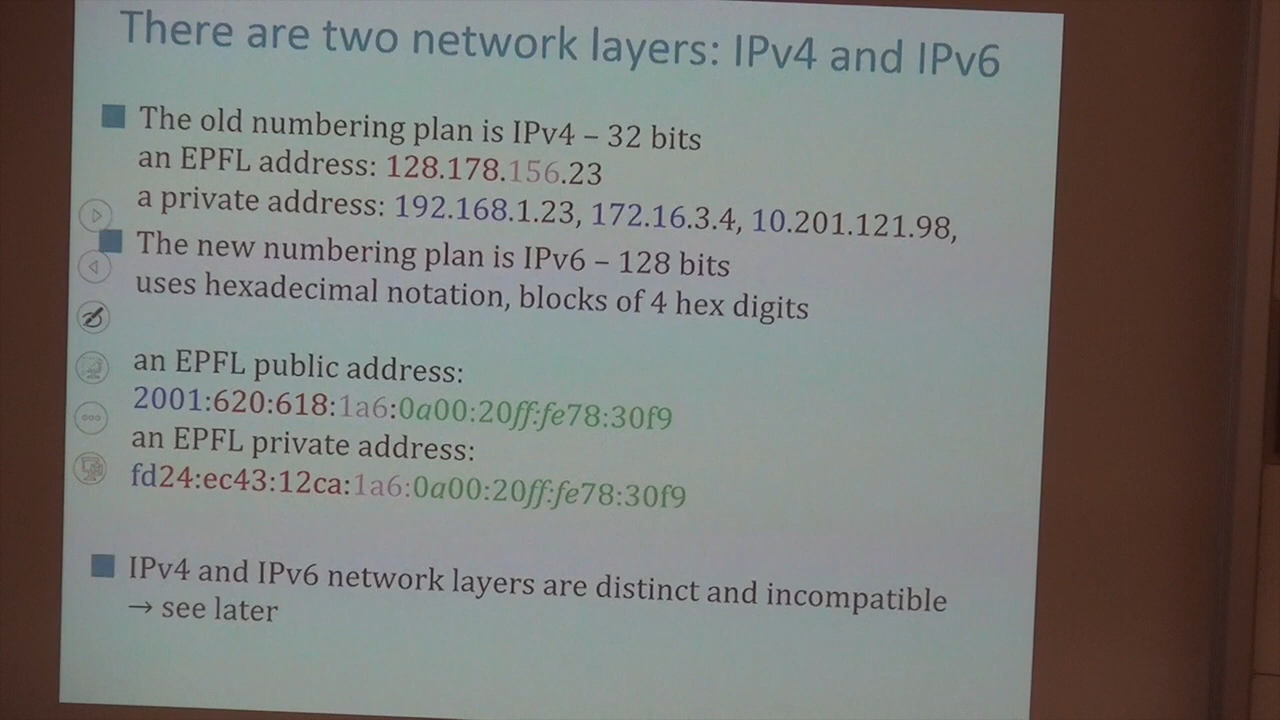 There are two network layers: IPv4 and IPv6
The old numbering plan is IPv4 – 32 bits
an EPFL address: 128.178.156.23
a private address: 192.168.1.23, 172.16.3.4, 10.201.121.98,
The new numbering plan is IPv6 – 128 bits
uses hexadecimal notation, blocks of 4 hex digits
an EPFL public address:
2001:620:618:1a6:0a00:20ff:fe78:30f9
an EPFL private address:
fd24:ec43:12ca:1a6:0a00:20ff:fe78:30f9
IPv4 and IPv6 network layers are distinct and incompatible
→ see later